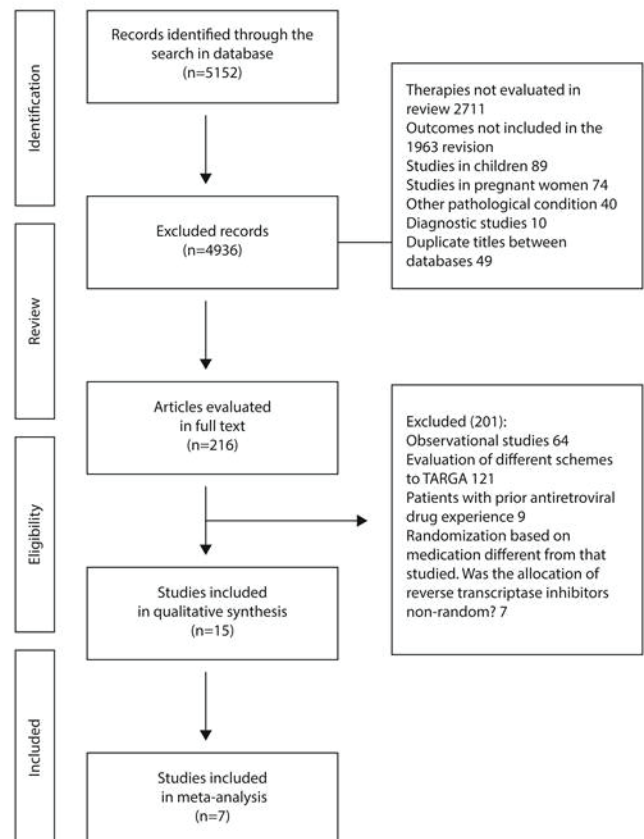 Identification
Records identified through the
search in database
(n=5152)
Therapies not evaluated in
review 2711
Outcomes not included in the
1963 revision
Studies in children 89
Studies in pregnant women 74
Other pathological condition 40
Diagnostic studies 10
Duplicate titles between
databases 49
Excluded records
(n=4936)
Review
Articles evaluated
in full text
(n=216)
Excluded (201):
Observational studies 64
Evaluation of different schemes
to TARGA 121
Patients with prior antiretroviral
drug experience 9
Randomization based on
medication different from that
studied. Was the allocation of
reverse transcriptase inhibitors
non-random? 7
Eligibility
Studies included
in qualitative synthesis
(n=15)
Included
Studies included
in meta-analysis
(n=7)